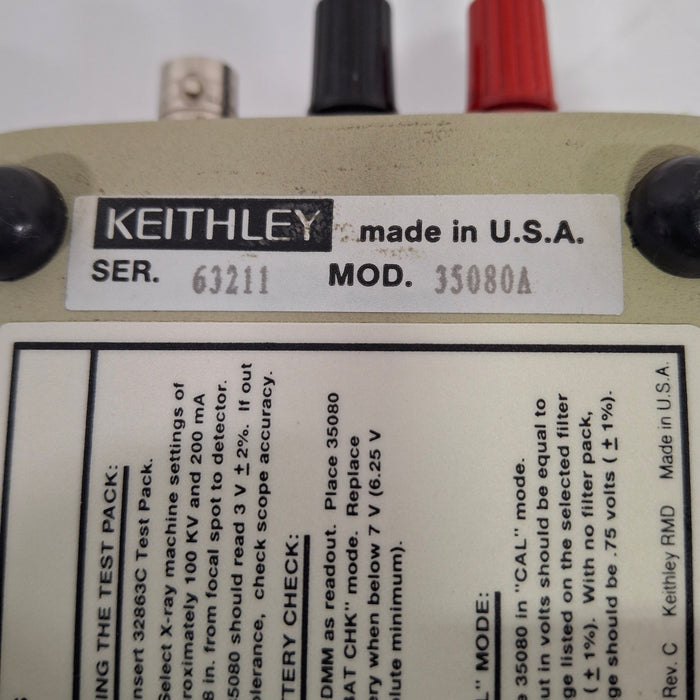 KEITHLEY made in U.S.A.
SER. 63211 MOD. 35080A
ING THE TEST PACK:
nsert 32863C Test Pack.
Select X-ray machine settings of
roximately 100 KV and 200 mA
8 in. from focal spot to detector.
35080 should read 3 V ± 2%. If out
olerance, check scope accuracy.
TTERY CHECK:
DMM as readout. Place 35080
BAT CHK" mode. Replace
ery when below 7 V (6.25 V
olute minimum).
L" MODE:
e 35080 in "CAL" mode.
nt in volts should be equal to
e listed on the selected filter
(± 1%). With no filter pack,
e should be .75 volts (± 1%).
Rev. C Keithley RMD Made in U.S.A.